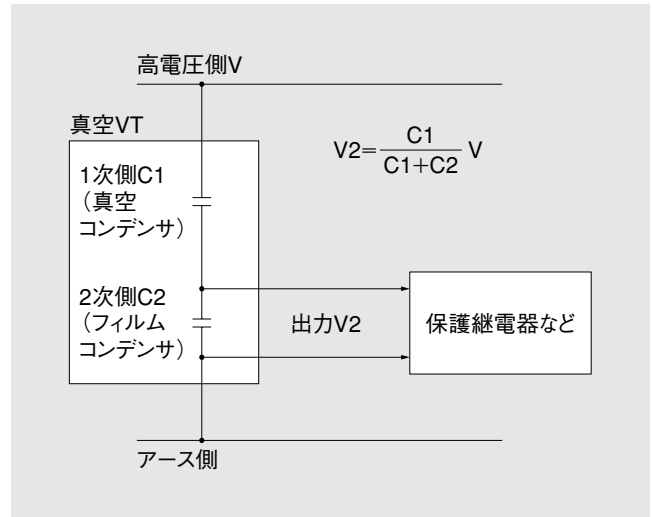 高電圧側V
真空VT
V2=C1/(C1+C2) V
1次側C1
（真空
コンデンサ）
2次側C2
（フィルム
コンデンサ）
出力V2
保護継電器など
アース側